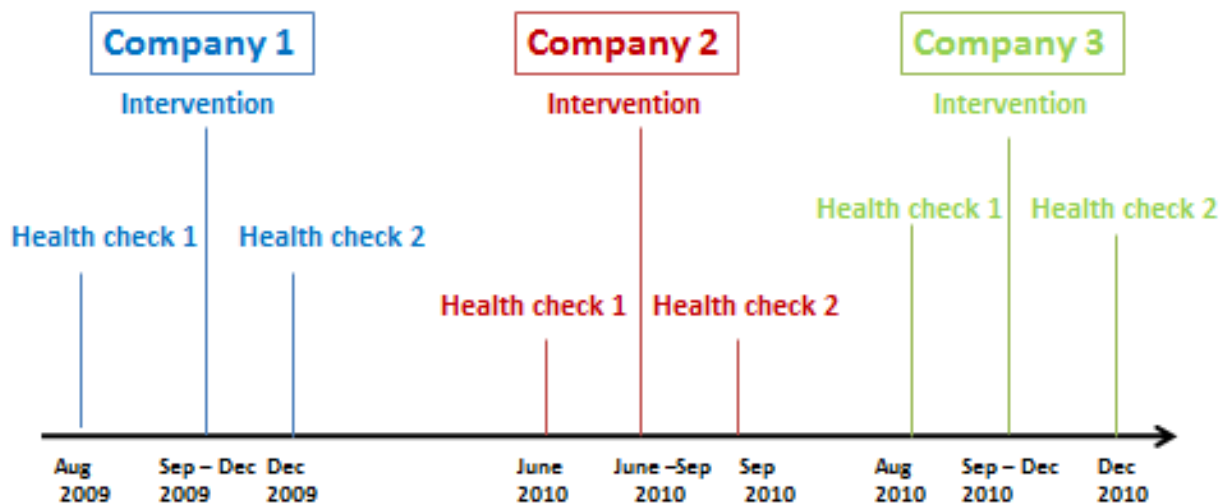 Company 1
Company 2
Company 3
Intervention
Intervention
Intervention
Health check 1
Health check 2
Health check 1
Health check 2
Health check 1
Health check 2
Aug
2009
Sep – Dec
2009
Dec
2009
June
2010
June –Sep
2010
Sep
2010
Aug
2010
Sep – Dec
2010
Dec
2010